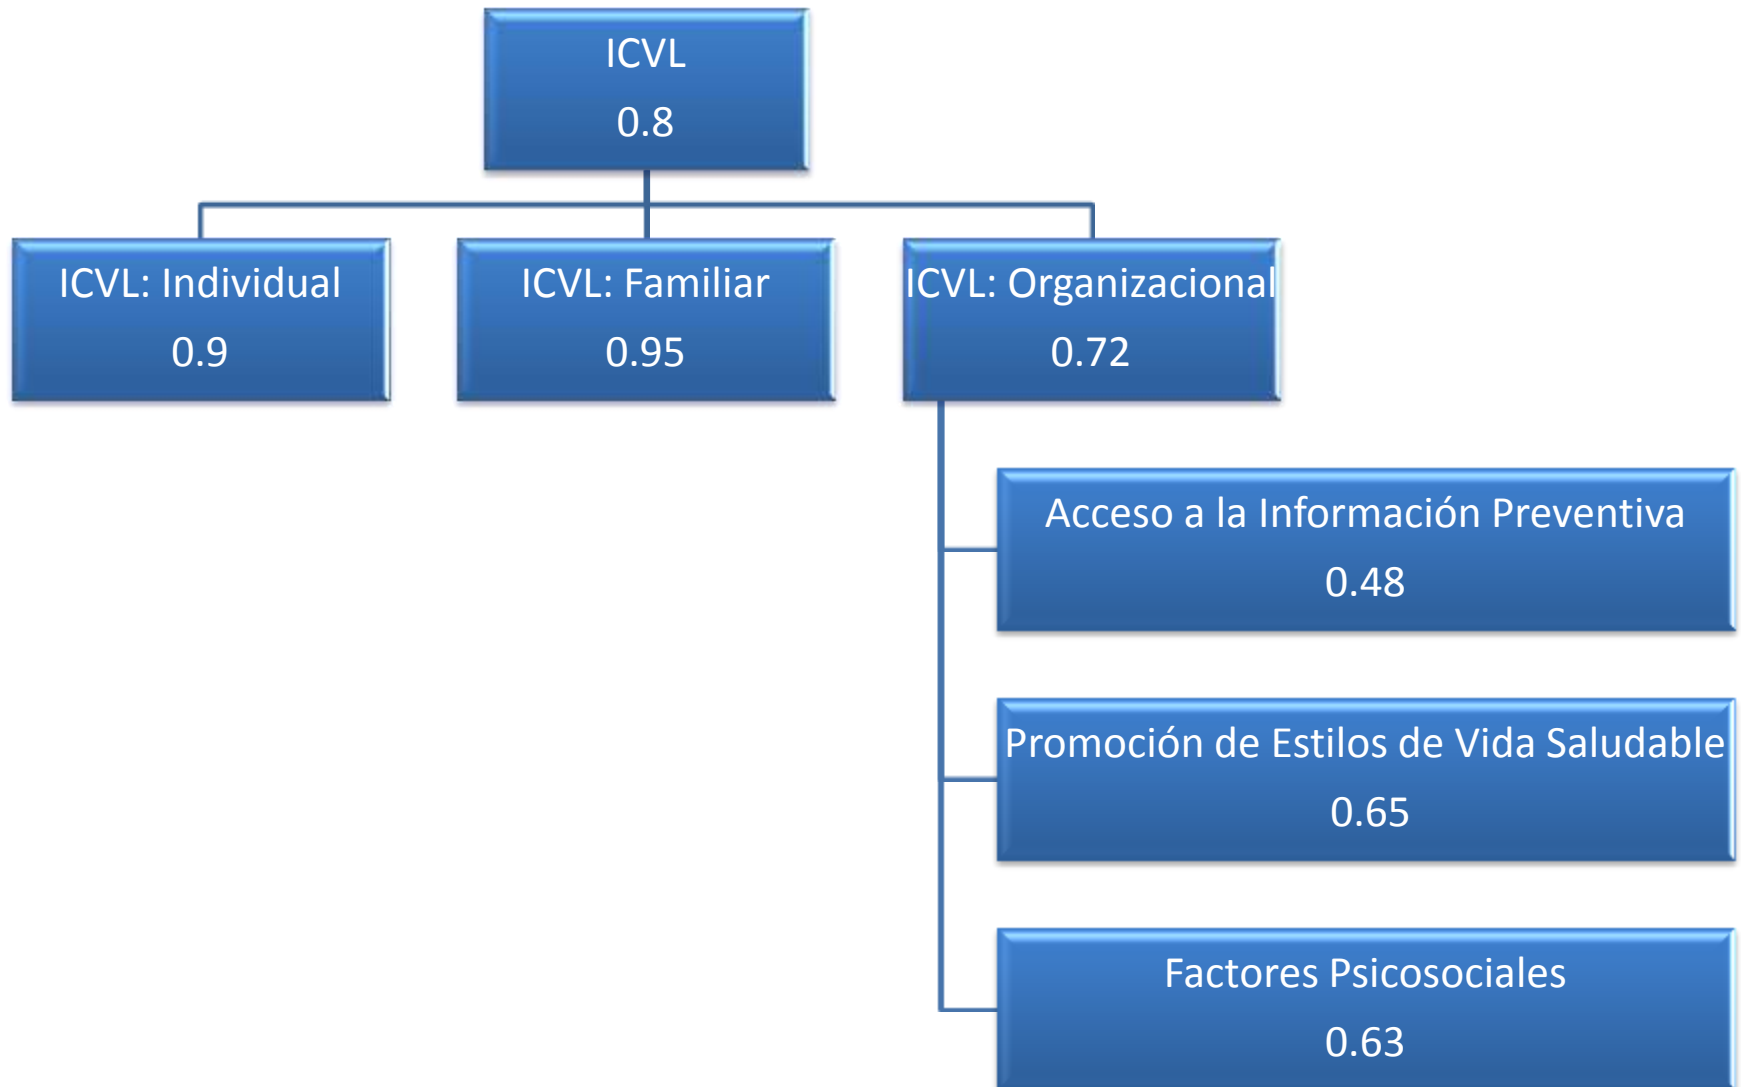 ICVL
0.8
ICVL: Individual
0.9
ICVL: Familiar
0.95
ICVL: Organizacional
0.72
Acceso a la Información Preventiva
0.48
Promoción de Estilos de Vida Saludable
0.65
Factores Psicosociales
0.63